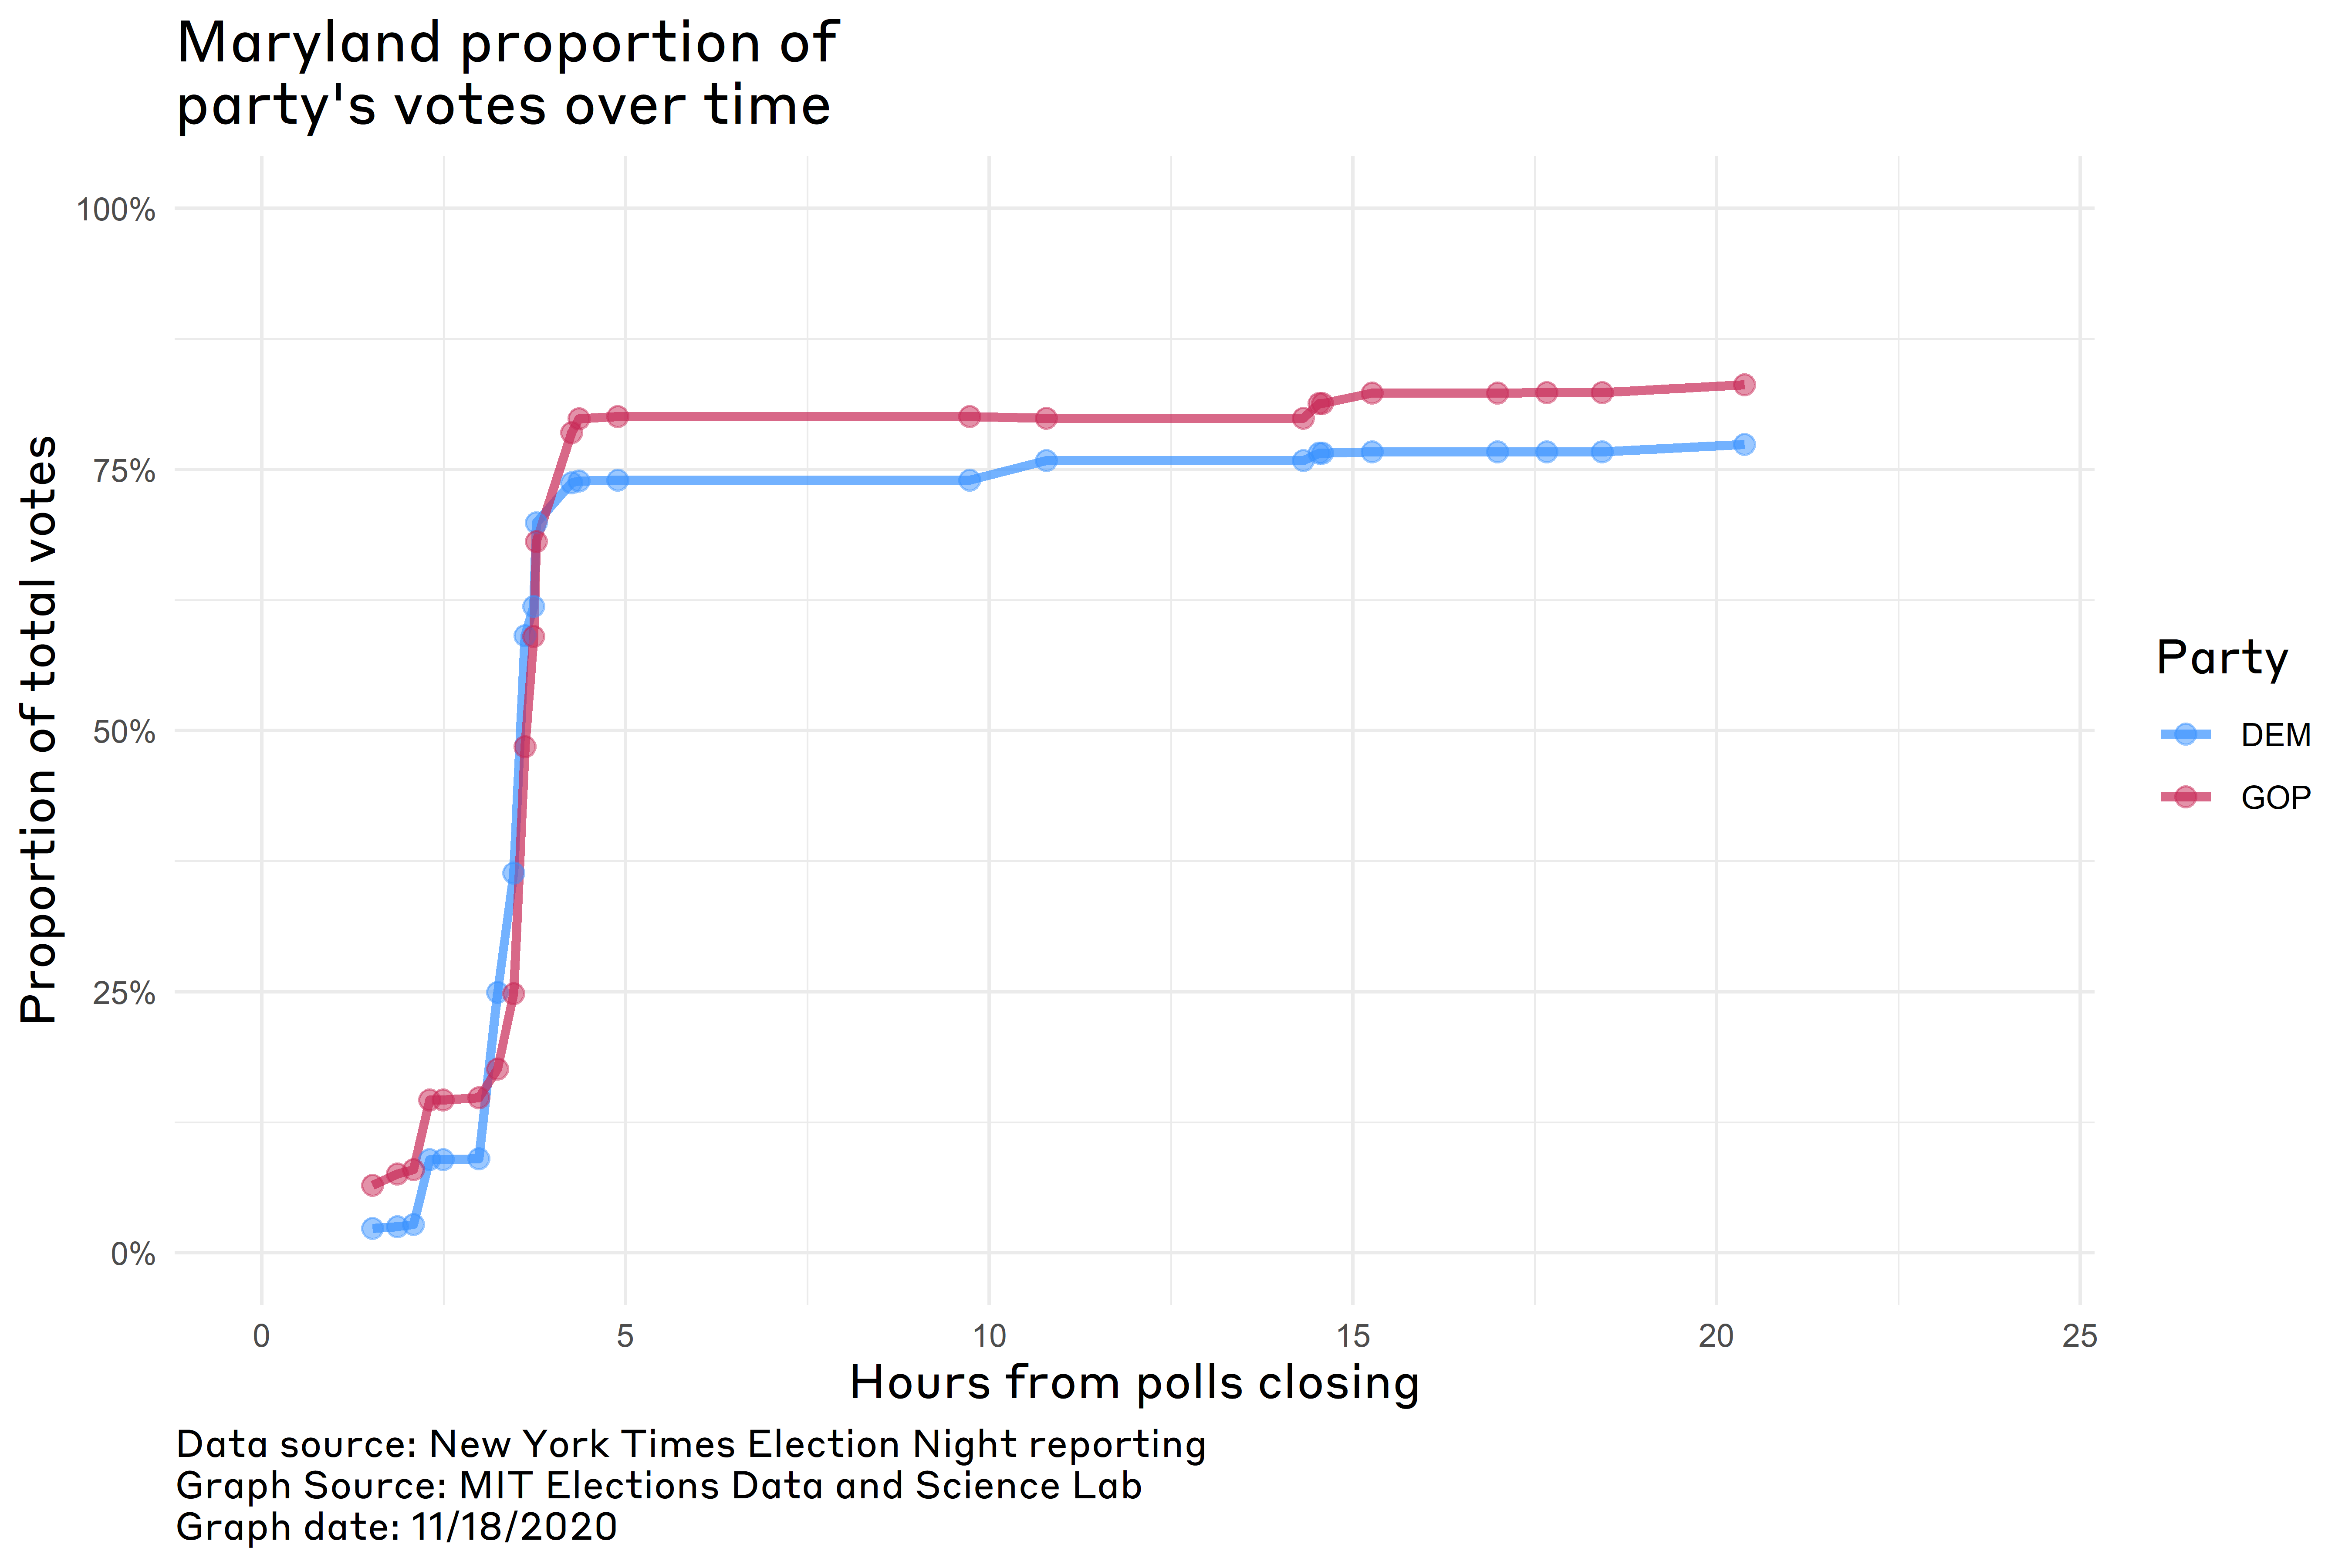 Maryland proportion of
party's votes over time
Proportion of total votes
100%
75%
50%
25%
0%
0 5 10 15 20 25
Hours from polls closing
Party
DEM
GOP
Data source: New York Times Election Night reporting
Graph Source: MIT Elections Data and Science Lab
Graph date: 11/18/2020